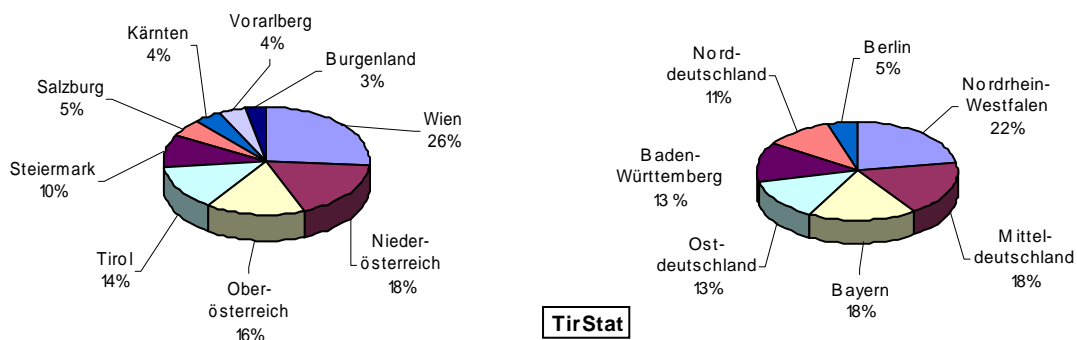 Vorarlberg
4%
Kärnten
4%
Burgenland
3%
Salzburg
5%
Wien
26%
Steiermark
10%
Tirol
14%
Nieder-
österreich
18%
Ober-
österreich
16%
Nord-
deutschland
11%
Berlin
5%
Nordrhein-
Westfalen
22%
Baden-
Württemberg
13 %
Ost-
deutschland
13%
Mittel-
deutschland
18%
Bayern
18%
TirStat